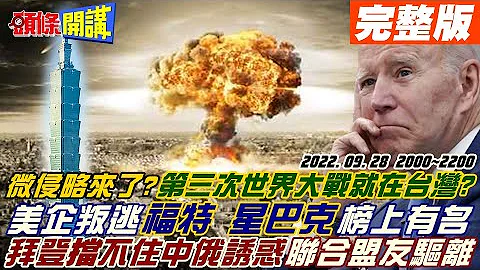 頭條開講
完整版
2022.09.28 2000~2200
微侵略來了?第三次世界大戰就在台灣?
美企叛逃 福特 星巴克 榜上有名
拜登擋不住中俄誘惑 聯合盟友驅離